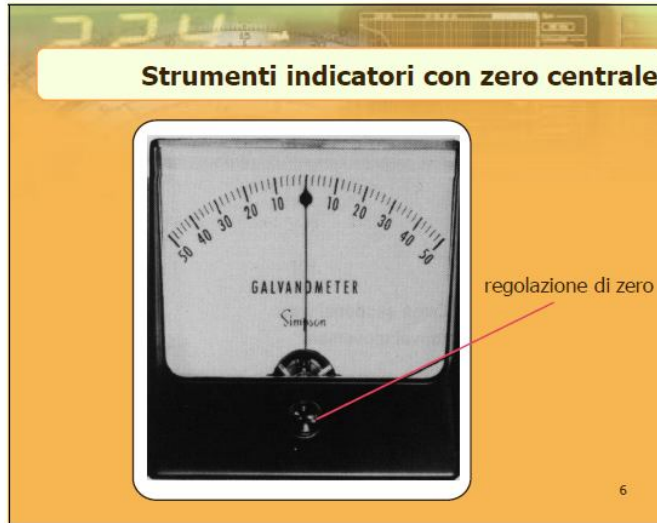 Strumenti indicatori con zero centrale
50 40 30 20 10 10 20 30 40 50
GALVANOMETER
Simpson
regolazione di zero
6